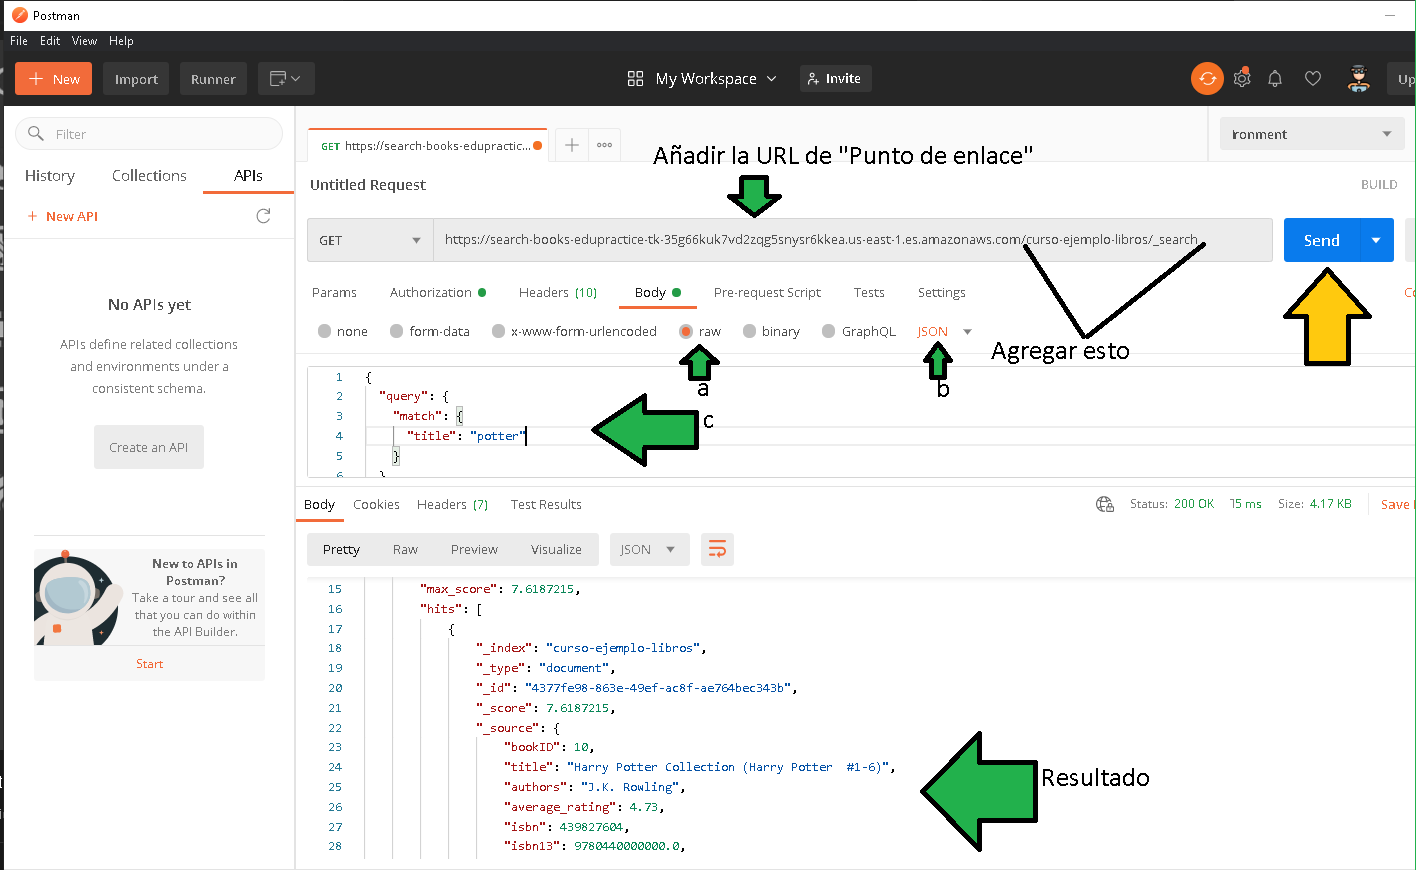 Postman
File Edit View Help
+ New Import Runner My Workspace Invite Up
Filter
GET https://search-books-edupractic... + ooo
Ironment
History Collections APIs
Añadir la URL de "Punto de enlace"
Untitled Request BUILD
+ New API
GET https://search-books-edupractice-tk-35g66kuk7vd2zqg5snysr6kkea.us-east-1.es.amazonaws.com/curso-ejemplo-libros/_search Send
Params Authorization Headers (10) Body Pre-request Script Tests Settings Co
none form-data x-www-form-urlencoded raw binary GraphQL JSON
Agregar esto
a
b
c
No APIs yet
APIs define related collections
and environments under a
consistent schema.
Create an API
1 {
2 "query": {
3 "match": {
4 "title": "potter"
5 }
6 }
Body Cookies Headers (7) Test Results Status: 200 OK 15 ms Size: 4.17 KB Save
Pretty Raw Preview Visualize JSON
New to APIs in
Postman?
Take a tour and see all
that you can do within
the API Builder.
Start
15 "max_score": 7.6187215,
16 "hits": [
17 {
18 "_index": "curso-ejemplo-libros",
19 "_type": "document",
20 "_id": "4377fe98-863e-49ef-ac8f-ae764bec343b",
21 "_score": 7.6187215,
22 "_source": {
23 "bookID": 10,
24 "title": "Harry Potter Collection (Harry Potter  #1-6)",
25 "authors": "J.K. Rowling",
26 "average_rating": 4.73,
27 "isbn": 439827604,
28 "isbn13": 9780440000000.0,
Resultado